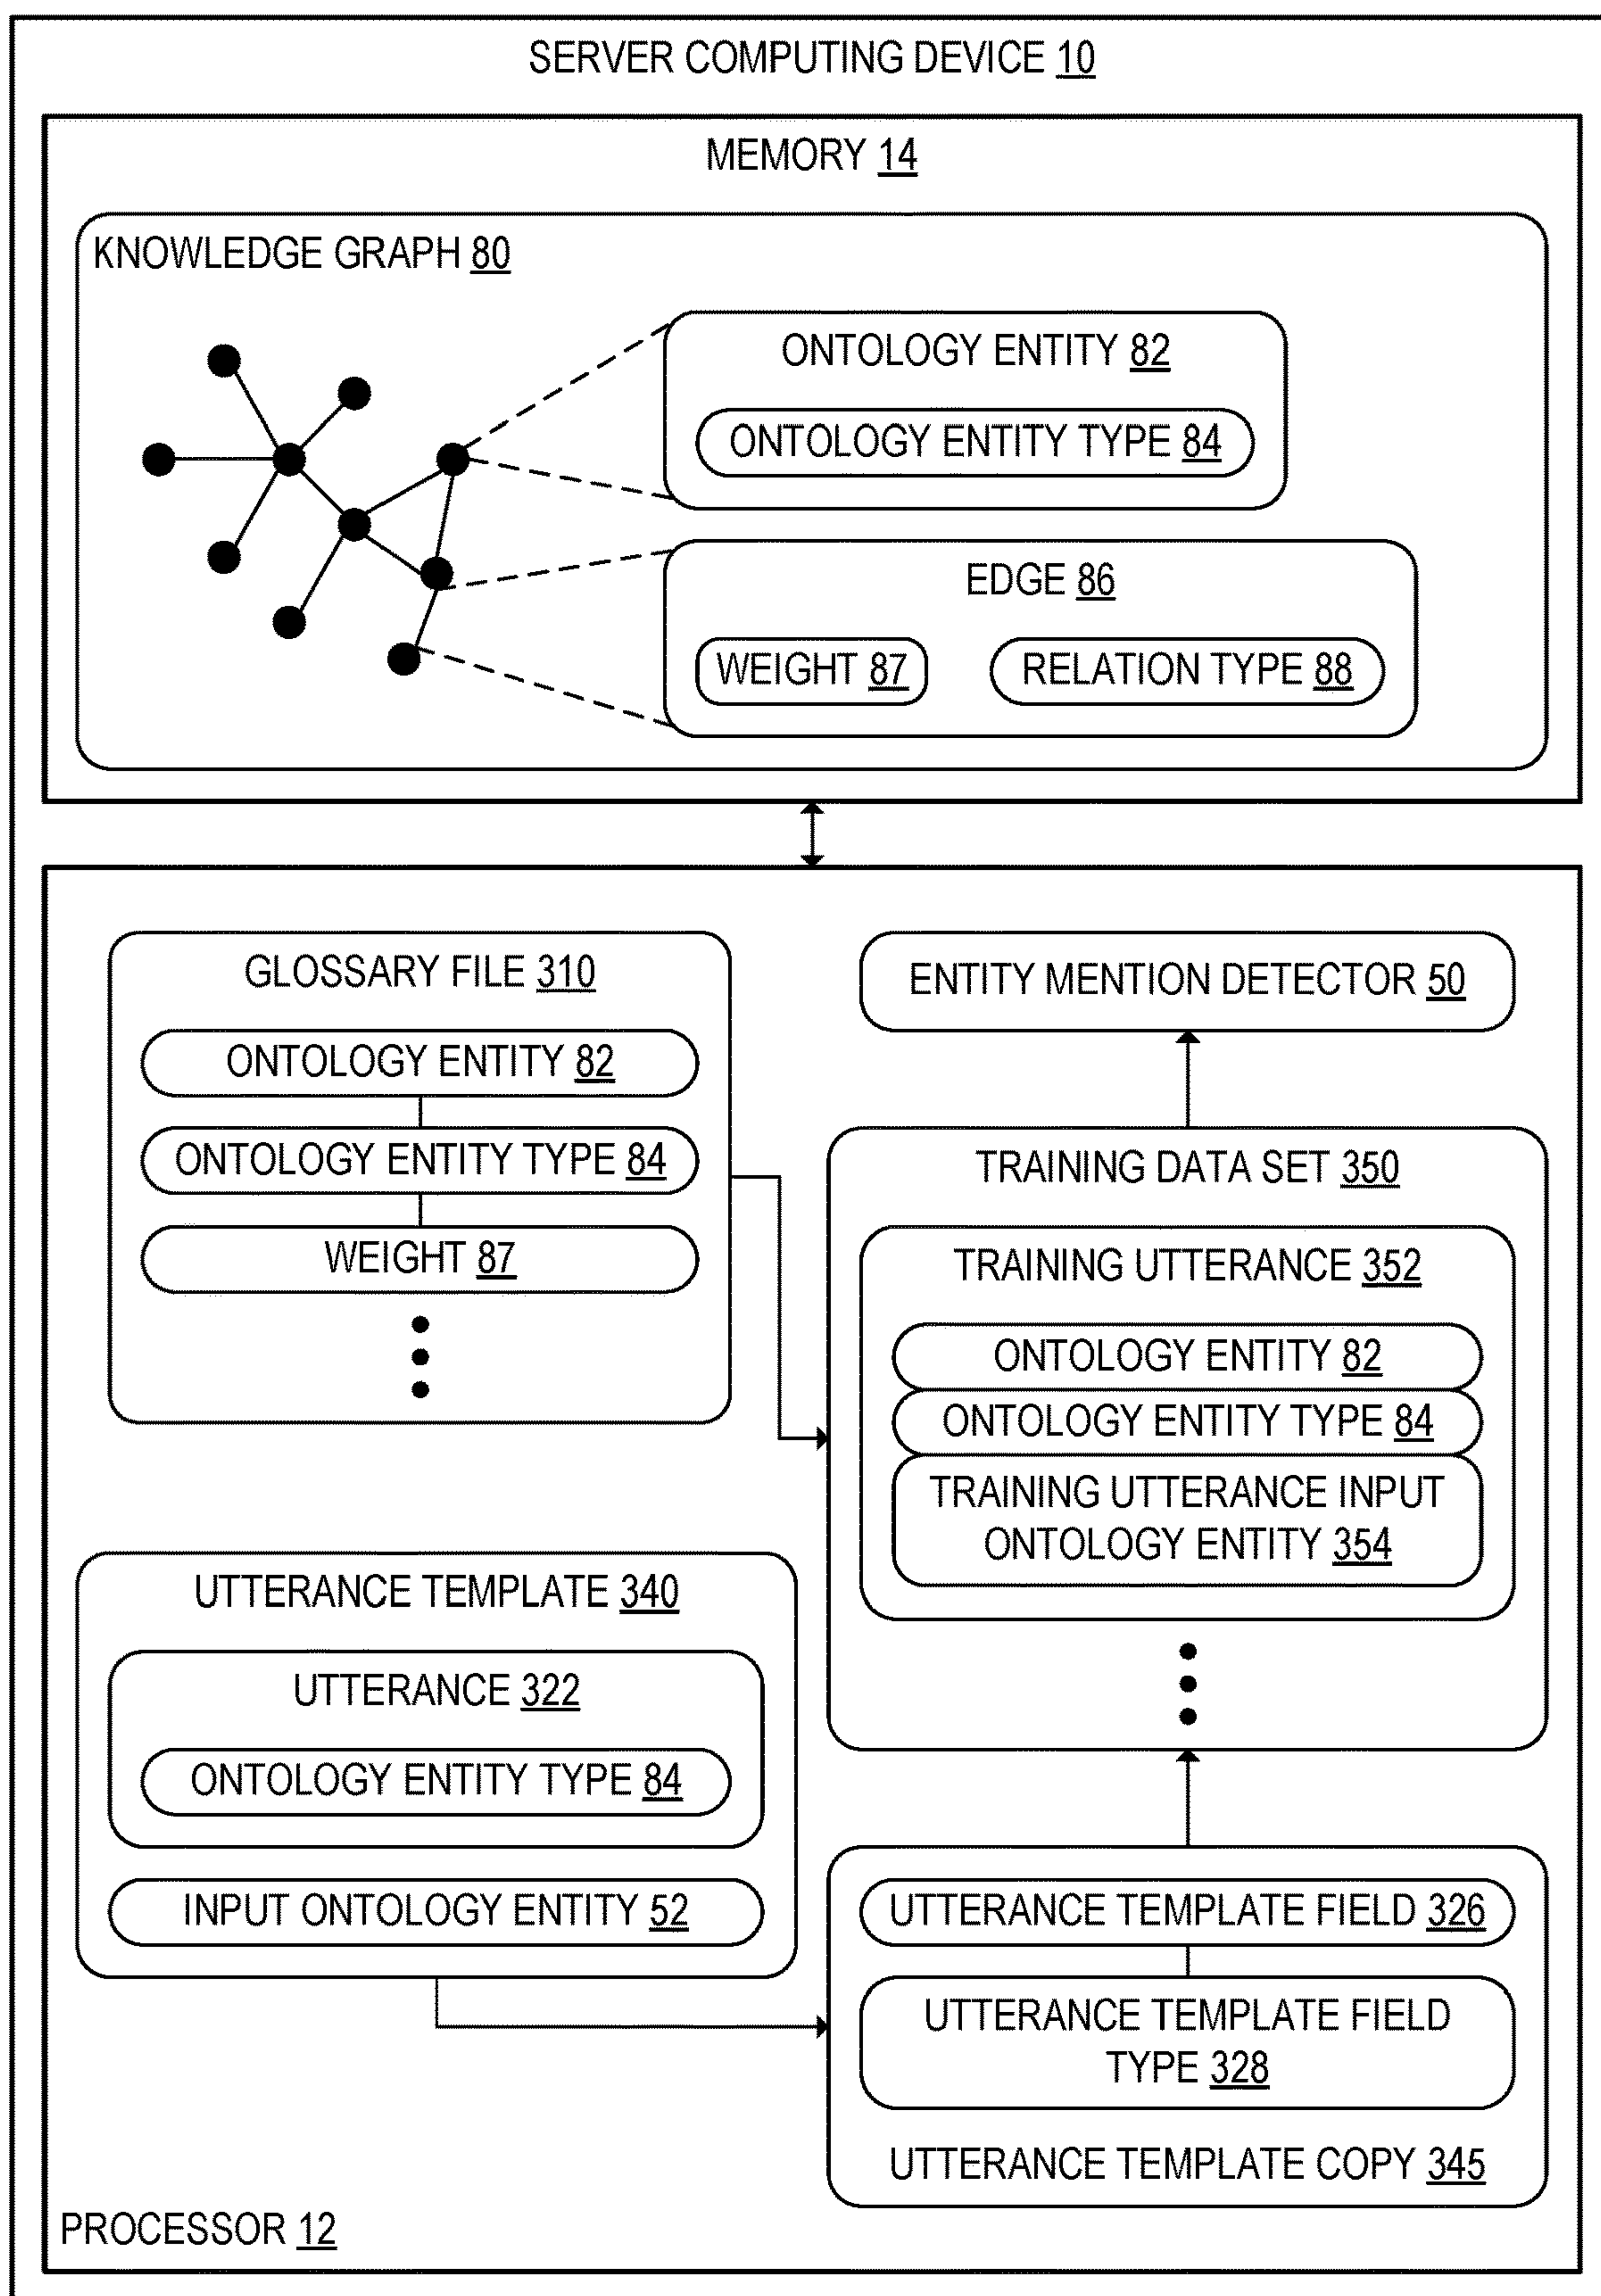 SERVER COMPUTING DEVICE 10
MEMORY 14
KNOWLEDGE GRAPH 80
ONTOLOGY ENTITY 82
ONTOLOGY ENTITY TYPE 84
EDGE 86
WEIGHT 87
RELATION TYPE 88
GLOSSARY FILE 310
ONTOLOGY ENTITY 82
ONTOLOGY ENTITY TYPE 84
WEIGHT 87
ENTITY MENTION DETECTOR 50
TRAINING DATA SET 350
TRAINING UTTERANCE 352
ONTOLOGY ENTITY 82
ONTOLOGY ENTITY TYPE 84
TRAINING UTTERANCE INPUT
ONTOLOGY ENTITY 354
UTTERANCE TEMPLATE 340
UTTERANCE 322
ONTOLOGY ENTITY TYPE 84
INPUT ONTOLOGY ENTITY 52
UTTERANCE TEMPLATE FIELD 326
UTTERANCE TEMPLATE FIELD
TYPE 328
UTTERANCE TEMPLATE COPY 345
PROCESSOR 12